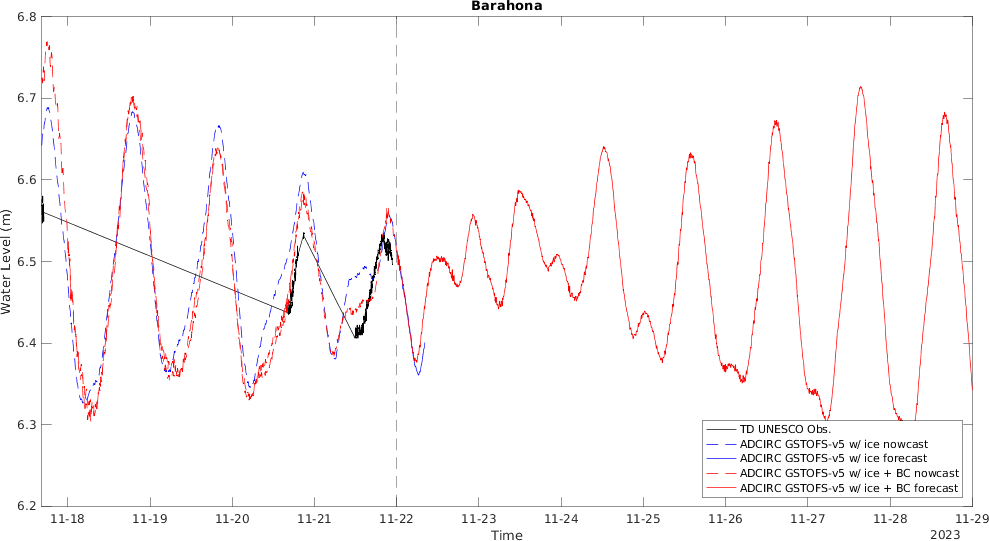 Barahona
6.8
6.7
6.6
6.5
6.4
6.3
6.2
Water Level (m)
11-18 11-19 11-20 11-21 11-22 11-23 11-24 11-25 11-26 11-27 11-28 11-29
Time
2023
TD UNESCO Obs.
ADCIRC GSTOFS-v5 w/ ice nowcast
ADCIRC GSTOFS-v5 w/ ice forecast
ADCIRC GSTOFS-v5 w/ ice + BC nowcast
ADCIRC GSTOFS-v5 w/ ice + BC forecast